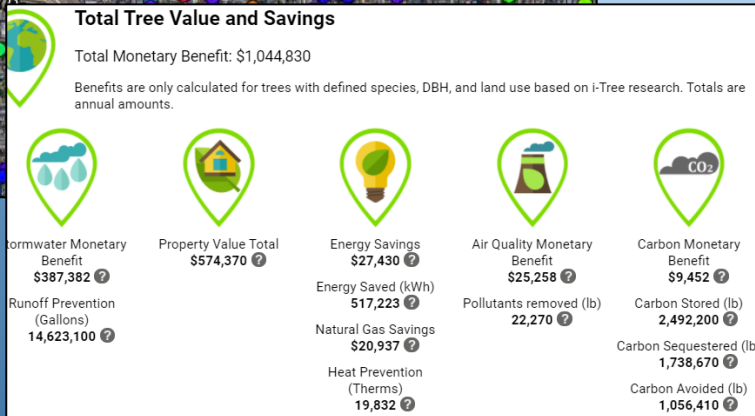 Total Tree Value and Savings
Total Monetary Benefit: $1,044,830
Benefits are only calculated for trees with defined species, DBH, and land use based on i-Tree research. Totals are
annual amounts.
CO2
tormwater Monetary
Benefit
$387,382 ?
Runoff Prevention
(Gallons)
14,623,100 ?
Property Value Total
$574,370 ?
Energy Savings
$27,430 ?
Energy Saved (kWh)
517,223 ?
Natural Gas Savings
$20,937 ?
Heat Prevention
(Therms)
19,832 ?
Air Quality Monetary
Benefit
$25,258 ?
Pollutants removed (lb)
22,270 ?
Carbon Monetary
Benefit
$9,452 ?
Carbon Stored (lb)
2,492,200 ?
Carbon Sequestered (lb
1,738,670 ?
Carbon Avoided (lb)
1,056,410 ?